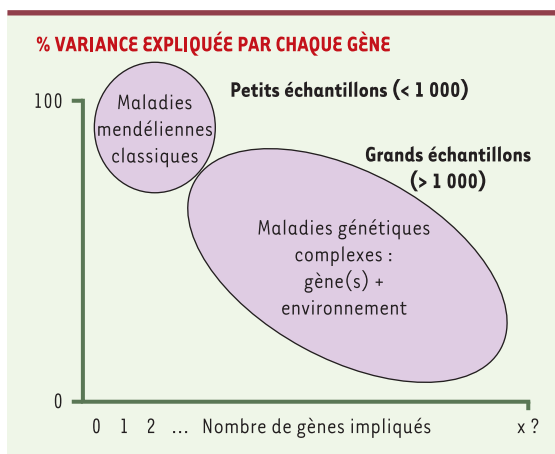 % VARIANCE EXPLIQUÉE PAR CHAQUE GÈNE
100
Maladies
mendéliennes
classiques
Petits échantillons (< 1 000)
Grands échantillons
(> 1 000)
Maladies génétiques
complexes :
gène(s) +
environnement
0
0 1 2 ... Nombre de gènes impliqués x ?